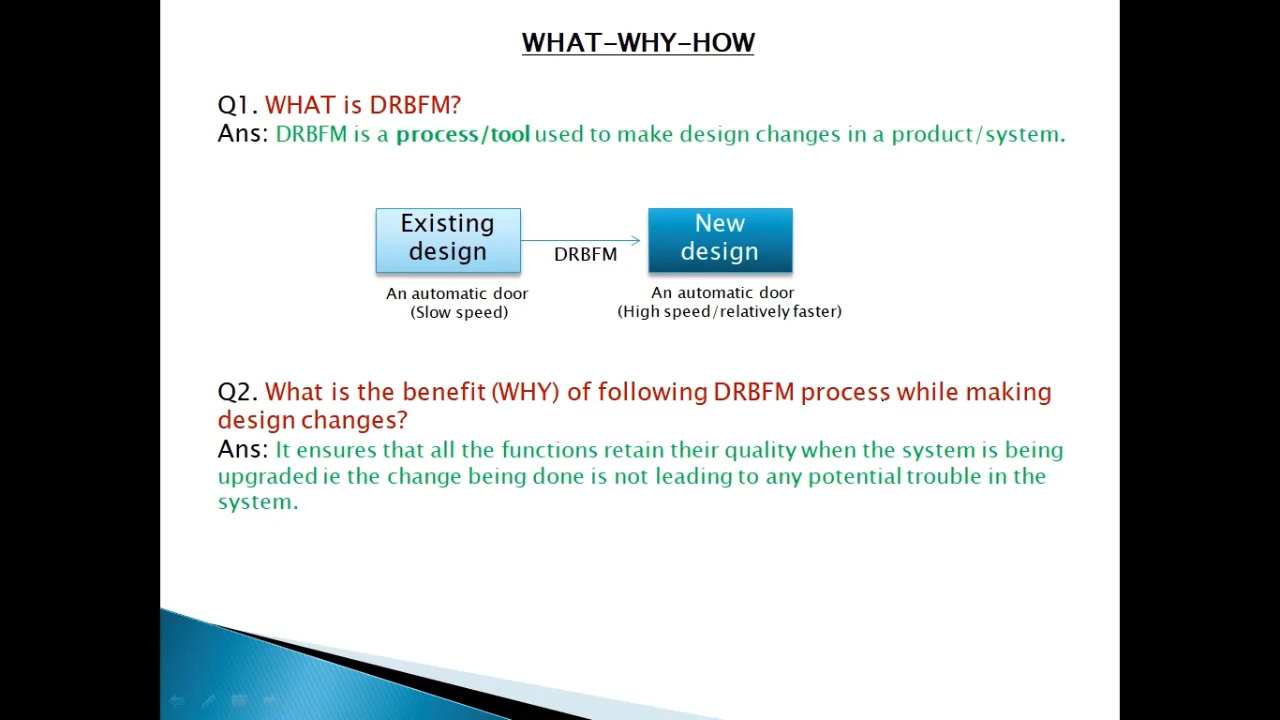 WHAT-WHY-HOW
Q1. WHAT is DRBFM?
Ans: DRBFM is a process/tool used to make design changes in a product/system.
Existing
design
DRBFM
New
design
An automatic door
(Slow speed)
An automatic door
(High speed/relatively faster)
Q2. What is the benefit (WHY) of following DRBFM process while making
design changes?
Ans: It ensures that all the functions retain their quality when the system is being
upgraded ie the change being done is not leading to any potential trouble in the
system.